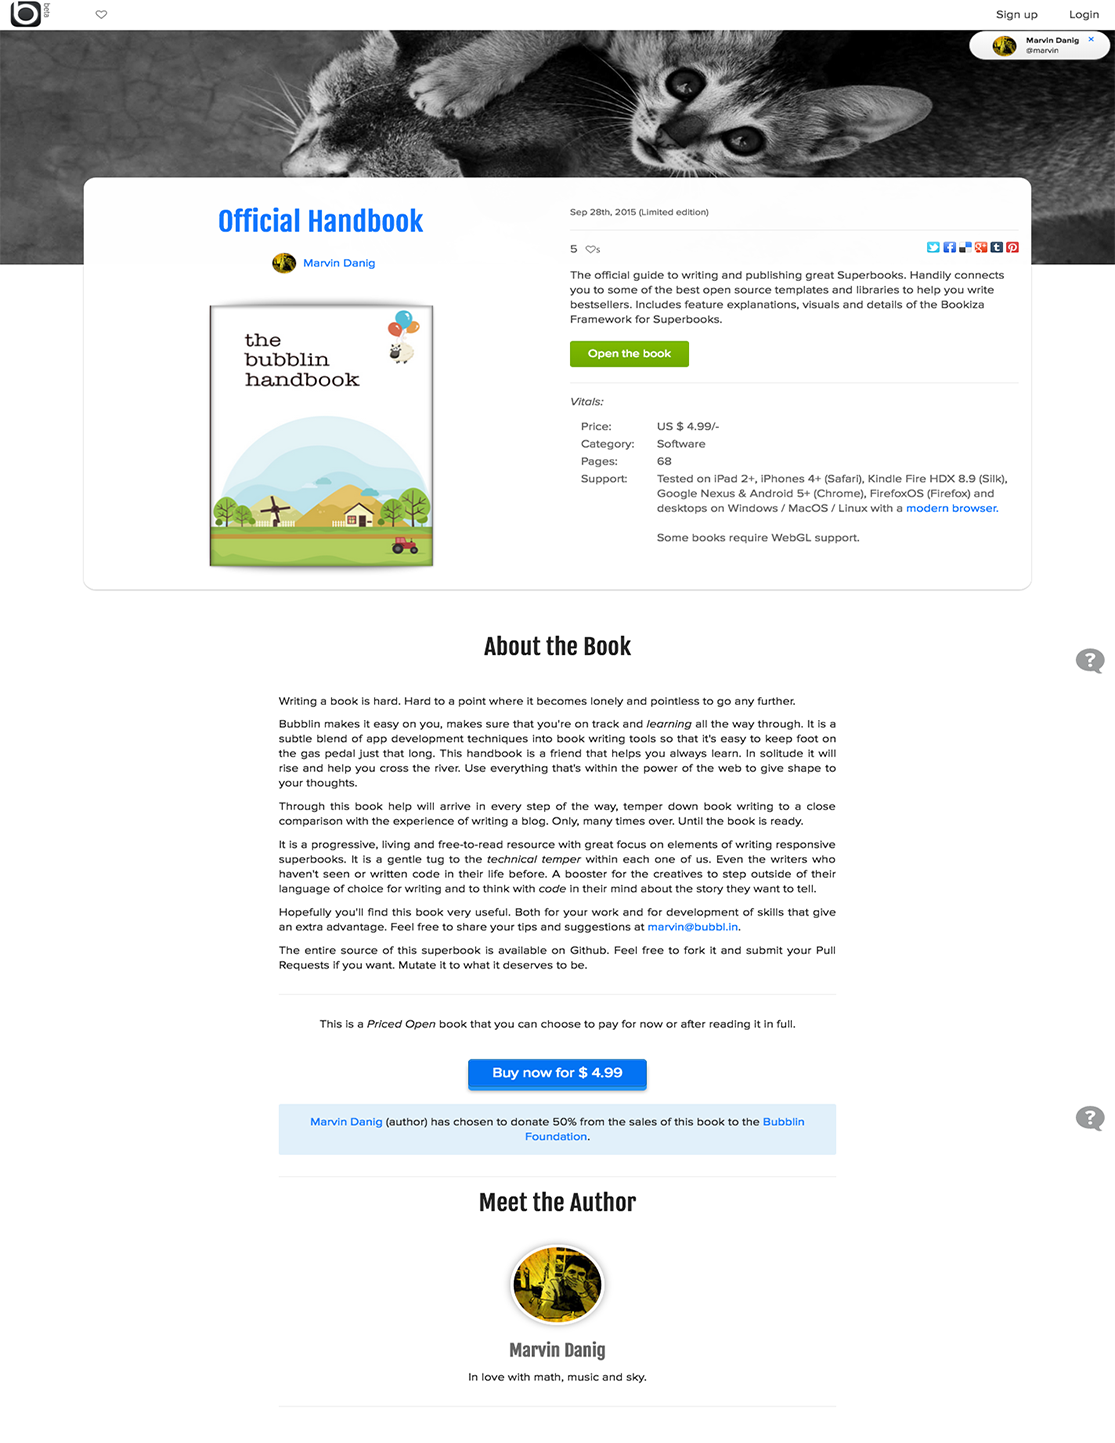 beta
Sign up
Login
Marvin Danig
@marvin
Official Handbook
Marvin Danig
the
bubblin
handbook
Sep 28th, 2015 (Limited edition)
5 s
The official guide to writing and publishing great Superbooks. Handily connects
you to some of the best open source templates and libraries to help you write
bestsellers. Includes feature explanations, visuals and details of the Bookiza
Framework for Superbooks.
Open the book
Vitals:
Price: US $ 4.99/-
Category: Software
Pages: 68
Support: Tested on iPad 2+, iPhones 4+ (Safari), Kindle Fire HDX 8.9 (Silk),
Google Nexus & Android 5+ (Chrome), FirefoxOS (Firefox) and
desktops on Windows / MacOS / Linux with a modern browser.
Some books require WebGL support.
About the Book
?
Writing a book is hard. Hard to a point where it becomes lonely and pointless to go any further.
Bubblin makes it easy on you, makes sure that you're on track and learning all the way through. It is a
subtle blend of app development techniques into book writing tools so that it's easy to keep foot on
the gas pedal just that long. This handbook is a friend that helps you always learn. In solitude it will
rise and help you cross the river. Use everything that's within the power of the web to give shape to
your thoughts.
Through this book help will arrive in every step of the way, temper down book writing to a close
comparison with the experience of writing a blog. Only, many times over. Until the book is ready.
It is a progressive, living and free-to-read resource with great focus on elements of writing responsive
superbooks. It is a gentle tug to the technical temper within each one of us. Even the writers who
haven't seen or written code in their life before. A booster for the creatives to step outside of their
language of choice for writing and to think with code in their mind about the story they want to tell.
Hopefully you'll find this book very useful. Both for your work and for development of skills that give
an extra advantage. Feel free to share your tips and suggestions at marvin@bubbl.in.
The entire source of this superbook is available on Github. Feel free to fork it and submit your Pull
Requests if you want. Mutate it to what it deserves to be.
This is a Priced Open book that you can choose to pay for now or after reading it in full.
Buy now for $ 4.99
?
Marvin Danig (author) has chosen to donate 50% from the sales of this book to the Bubblin
Foundation.
Meet the Author
Marvin Danig
In love with math, music and sky.